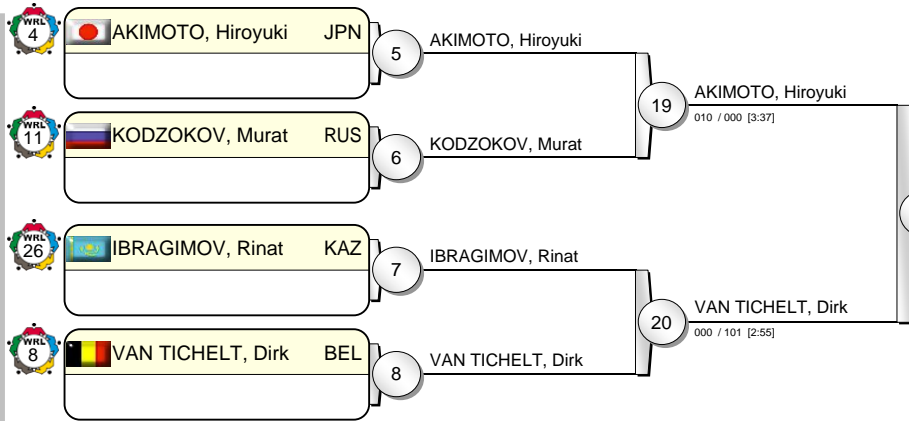 WRL
4
AKIMOTO, Hiroyuki JPN
5
AKIMOTO, Hiroyuki
19
AKIMOTO, Hiroyuki
010 / 000 [3:37]
WRL
11
KODZOKOV, Murat RUS
6
KODZOKOV, Murat
WRL
26
IBRAGIMOV, Rinat KAZ
7
IBRAGIMOV, Rinat
20
VAN TICHELT, Dirk
000 / 101 [2:55]
WRL
8
VAN TICHELT, Dirk BEL
8
VAN TICHELT, Dirk